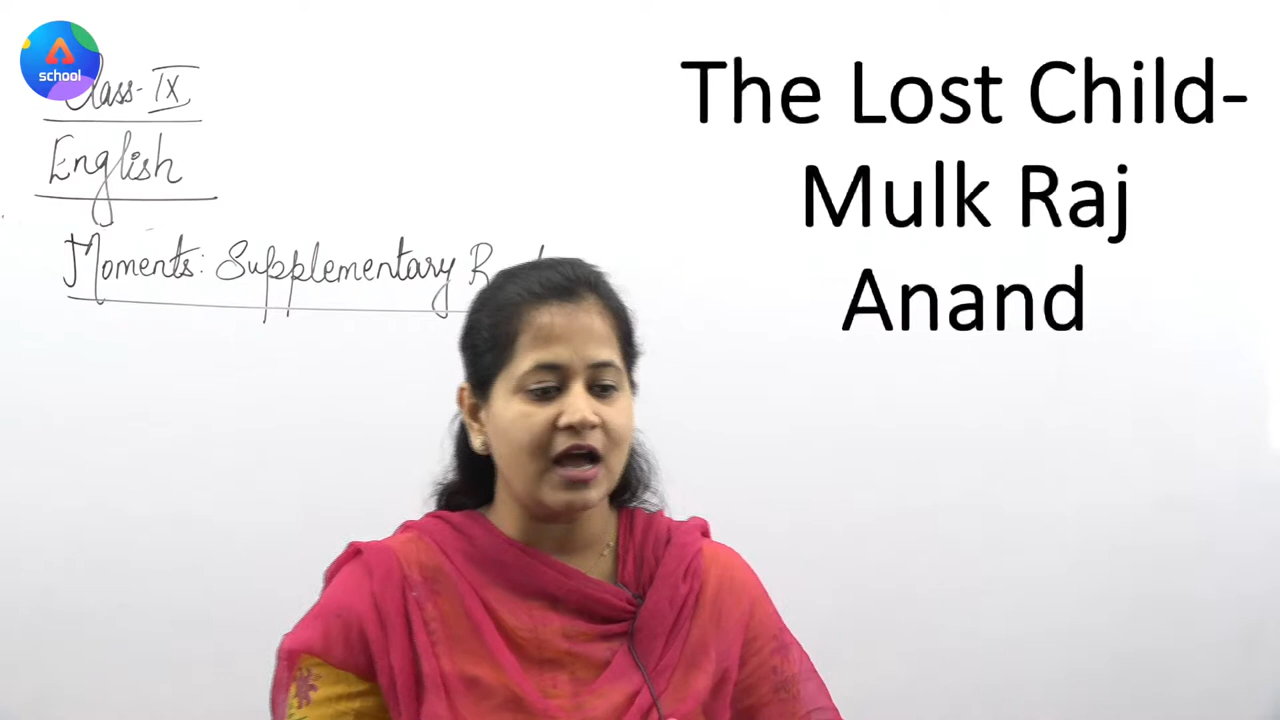 school
Class-IX
English
Moments: Supplementary
The Lost Child-
Mulk Raj
Anand